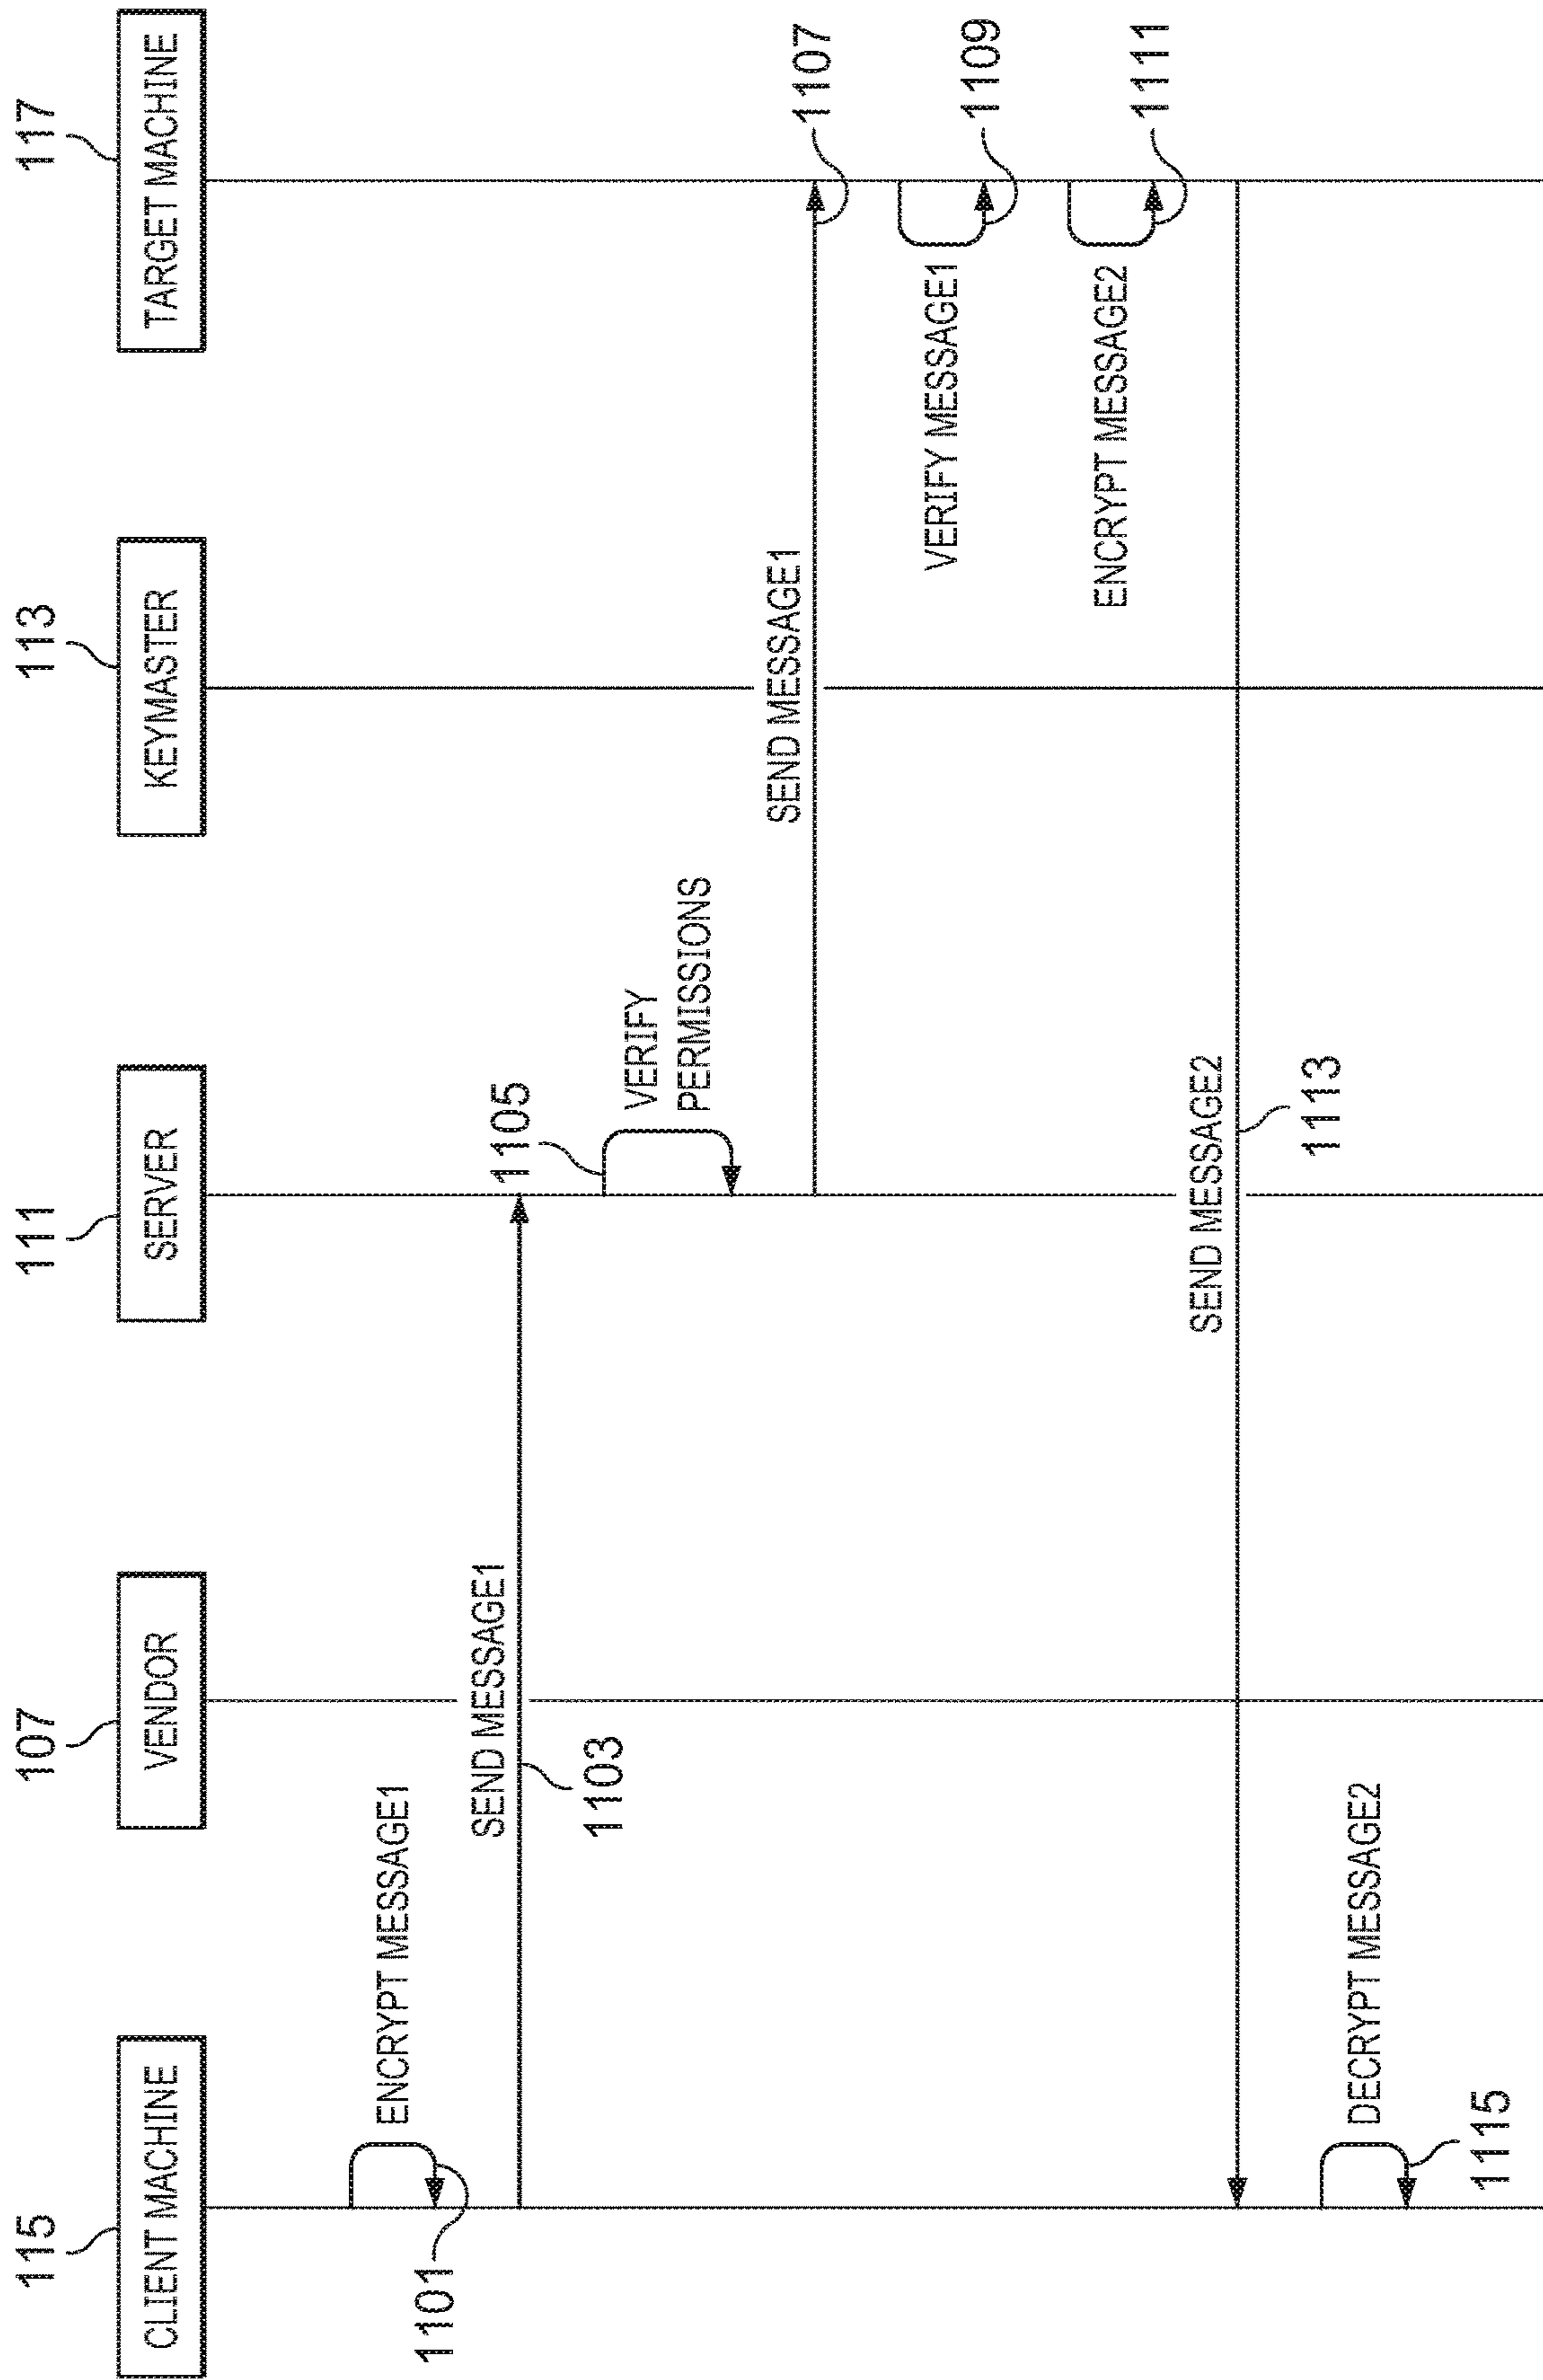 115
107
111
113
117
CLIENT MACHINE
VENDOR
SERVER
KEYMASTER
TARGET MACHINE
ENCRYPT MESSAGE1
1101
SEND MESSAGE1
1103
1105
VERIFY
PERMISSIONS
SEND MESSAGE1
1107
VERIFY MESSAGE1
1109
ENCRYPT MESSAGE2
1111
SEND MESSAGE2
1113
DECRYPT MESSAGE2
1115